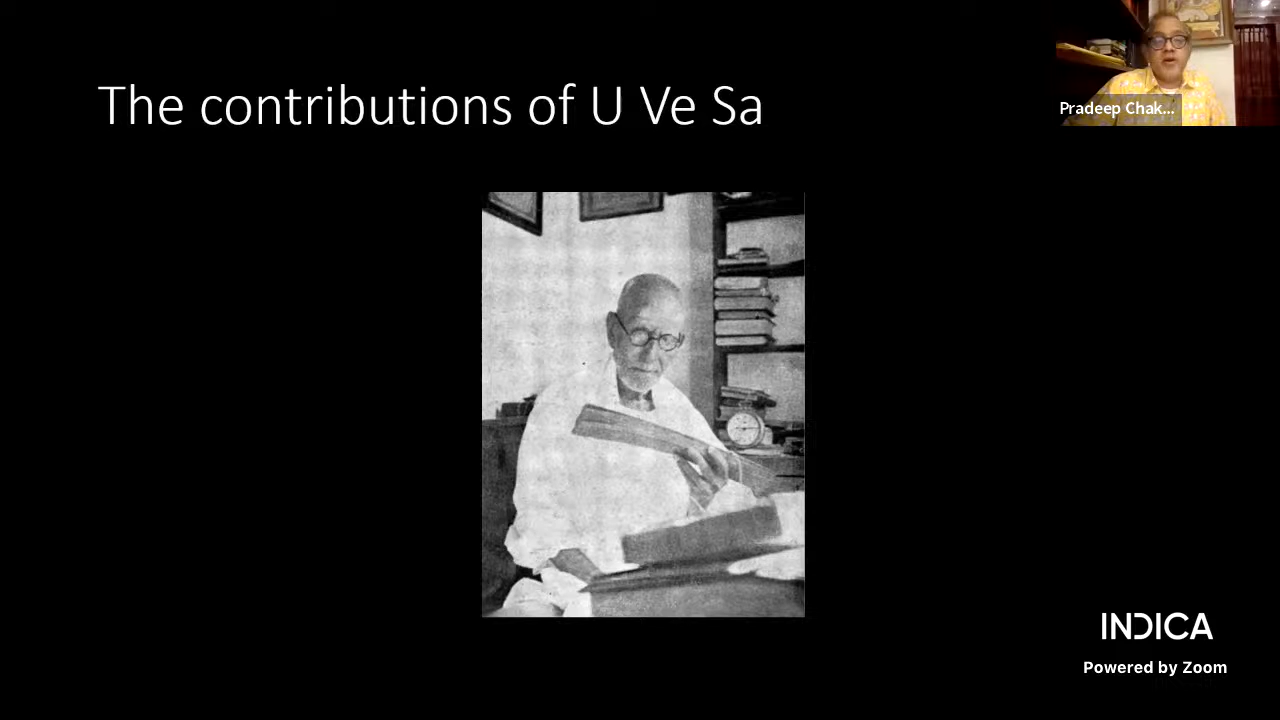 The contributions of U Ve Sa
Pradeep Chak...
INDICA
Powered by Zoom